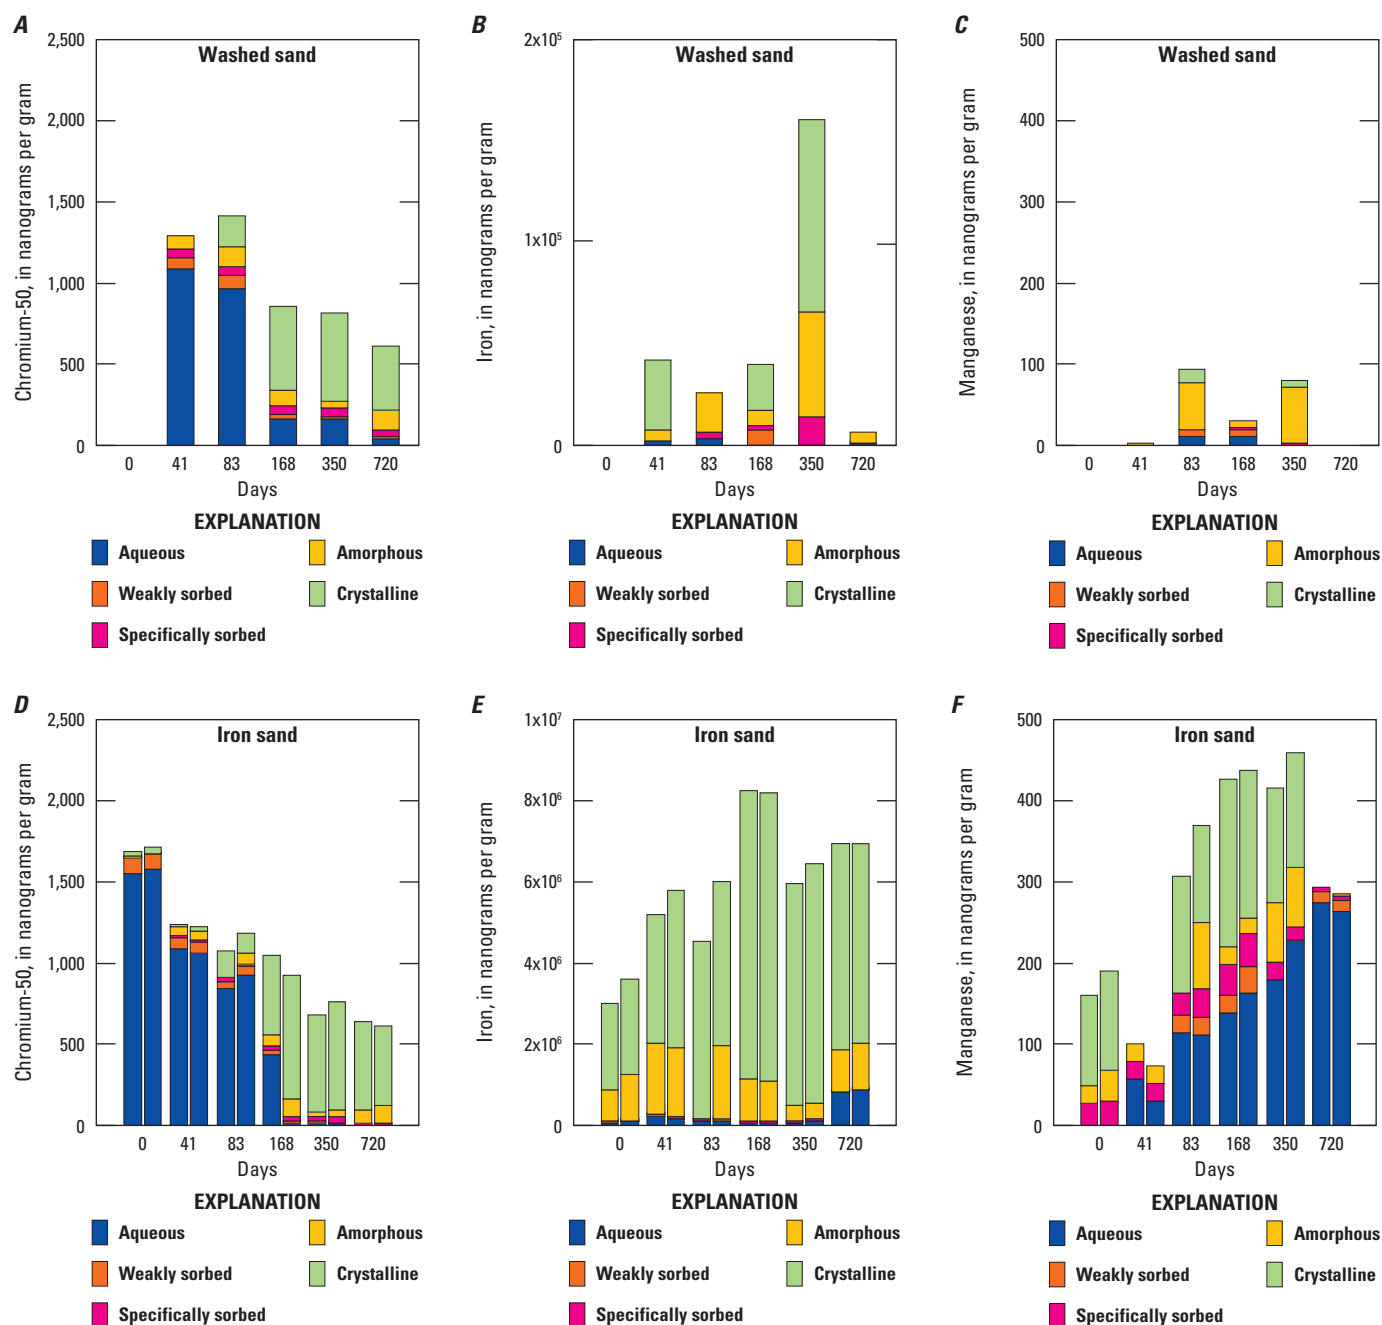 A
B
C
Washed sand
Washed sand
Washed sand
Chromium-50, in nanograms per gram
2,500
2,000
1,500
1,000
500
0
0 41 83 168 350 720
Days
Iron, in nanograms per gram
2x10⁵
1x10⁵
0
0 41 83 168 350 720
Days
Manganese, in nanograms per gram
500
400
300
200
100
0
0 41 83 168 350 720
Days
EXPLANATION
Aqueous
Amorphous
Weakly sorbed
Crystalline
Specifically sorbed
EXPLANATION
Aqueous
Amorphous
Weakly sorbed
Crystalline
Specifically sorbed
EXPLANATION
Aqueous
Amorphous
Weakly sorbed
Crystalline
Specifically sorbed
D
E
F
Iron sand
Iron sand
Iron sand
Chromium-50, in nanograms per gram
2,500
2,000
1,500
1,000
500
0
0 41 83 168 350 720
Days
Iron, in nanograms per gram
1x10⁷
8x10⁶
6x10⁶
4x10⁶
2x10⁶
0
0 41 83 168 350 720
Days
Manganese, in nanograms per gram
500
400
300
200
100
0
0 41 83 168 350 720
Days
EXPLANATION
Aqueous
Amorphous
Weakly sorbed
Crystalline
Specifically sorbed
EXPLANATION
Aqueous
Amorphous
Weakly sorbed
Crystalline
Specifically sorbed
EXPLANATION
Aqueous
Amorphous
Weakly sorbed
Crystalline
Specifically sorbed